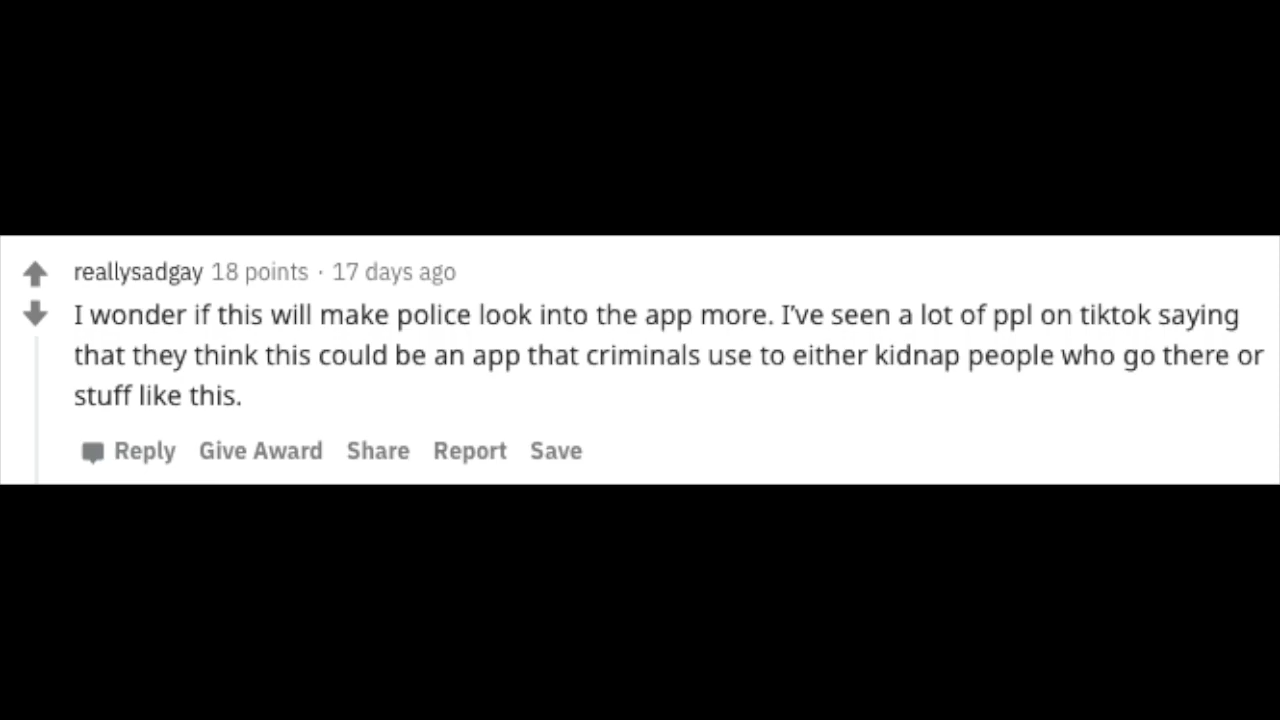 reallysadgay 18 points · 17 days ago
I wonder if this will make police look into the app more. I’ve seen a lot of ppl on tiktok saying
that they think this could be an app that criminals use to either kidnap people who go there or
stuff like this.
Reply Give Award Share Report Save